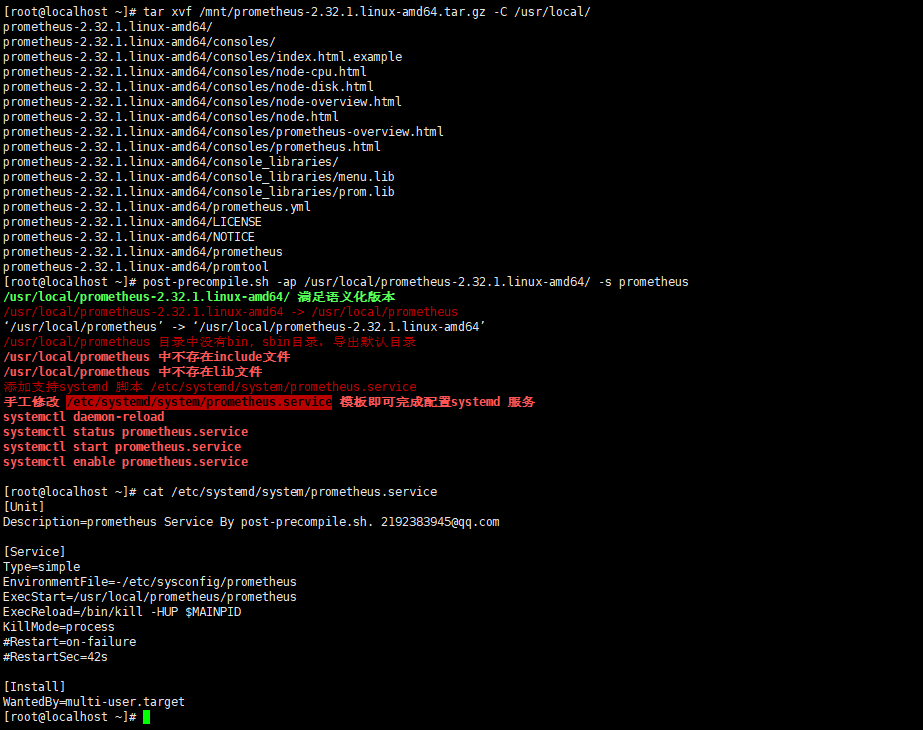 [root@localhost ~]# tar xvf /mnt/prometheus-2.32.1.linux-amd64.tar.gz -C /usr/local/
prometheus-2.32.1.linux-amd64/
prometheus-2.32.1.linux-amd64/consoles/
prometheus-2.32.1.linux-amd64/consoles/index.html.example
prometheus-2.32.1.linux-amd64/consoles/node-cpu.html
prometheus-2.32.1.linux-amd64/consoles/node-disk.html
prometheus-2.32.1.linux-amd64/consoles/node-overview.html
prometheus-2.32.1.linux-amd64/consoles/node.html
prometheus-2.32.1.linux-amd64/consoles/prometheus-overview.html
prometheus-2.32.1.linux-amd64/consoles/prometheus.html
prometheus-2.32.1.linux-amd64/console_libraries/
prometheus-2.32.1.linux-amd64/console_libraries/menu.lib
prometheus-2.32.1.linux-amd64/console_libraries/prom.lib
prometheus-2.32.1.linux-amd64/prometheus.yml
prometheus-2.32.1.linux-amd64/LICENSE
prometheus-2.32.1.linux-amd64/NOTICE
prometheus-2.32.1.linux-amd64/prometheus
prometheus-2.32.1.linux-amd64/promtool
[root@localhost ~]# post-precompile.sh -ap /usr/local/prometheus-2.32.1.linux-amd64/ -s prometheus
/usr/local/prometheus-2.32.1.linux-amd64/ 满足语义化版本
/usr/local/prometheus-2.32.1.linux-amd64 -> /usr/local/prometheus
‘/usr/local/prometheus’ -> ‘/usr/local/prometheus-2.32.1.linux-amd64’
/usr/local/prometheus 目录中没有bin, sbin目录. 导出默认目录
/usr/local/prometheus 中不存在include文件
/usr/local/prometheus 中不存在lib文件
添加支持systemd 脚本 /etc/systemd/system/prometheus.service
手工修改 /etc/systemd/system/prometheus.service 模板即可完成配置systemd 服务
systemctl daemon-reload
systemctl status prometheus.service
systemctl start prometheus.service
systemctl enable prometheus.service
[root@localhost ~]# cat /etc/systemd/system/prometheus.service
[Unit]
Description=prometheus Service By post-precompile.sh. 2192383945@qq.com
[Service]
Type=simple
EnvironmentFile=-/etc/sysconfig/prometheus
ExecStart=/usr/local/prometheus/prometheus
ExecReload=/bin/kill -HUP $MAINPID
KillMode=process
#Restart=on-failure
#RestartSec=42s
[Install]
WantedBy=multi-user.target
[root@localhost ~]#